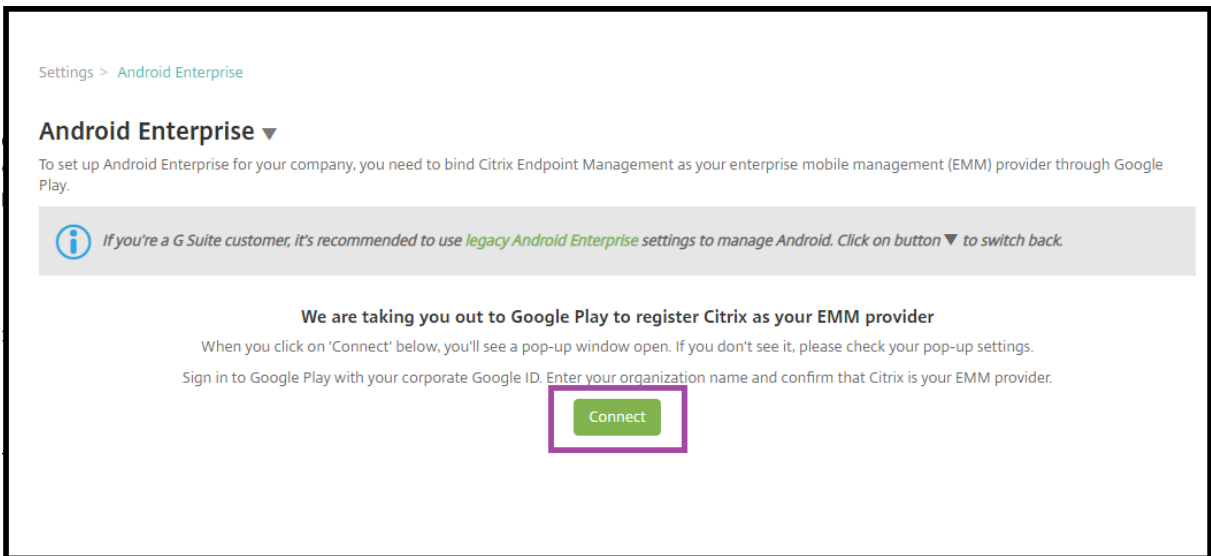 Settings > Android Enterprise
Android Enterprise ▼
To set up Android Enterprise for your company, you need to bind Citrix Endpoint Management as your enterprise mobile management (EMM) provider through Google
Play.
If you're a G Suite customer, it's recommended to use legacy Android Enterprise settings to manage Android. Click on button ▼ to switch back.
We are taking you out to Google Play to register Citrix as your EMM provider
When you click on 'Connect' below, you'll see a pop-up window open. If you don't see it, please check your pop-up settings.
Sign in to Google Play with your corporate Google ID. Enter your organization name and confirm that Citrix is your EMM provider.
Connect